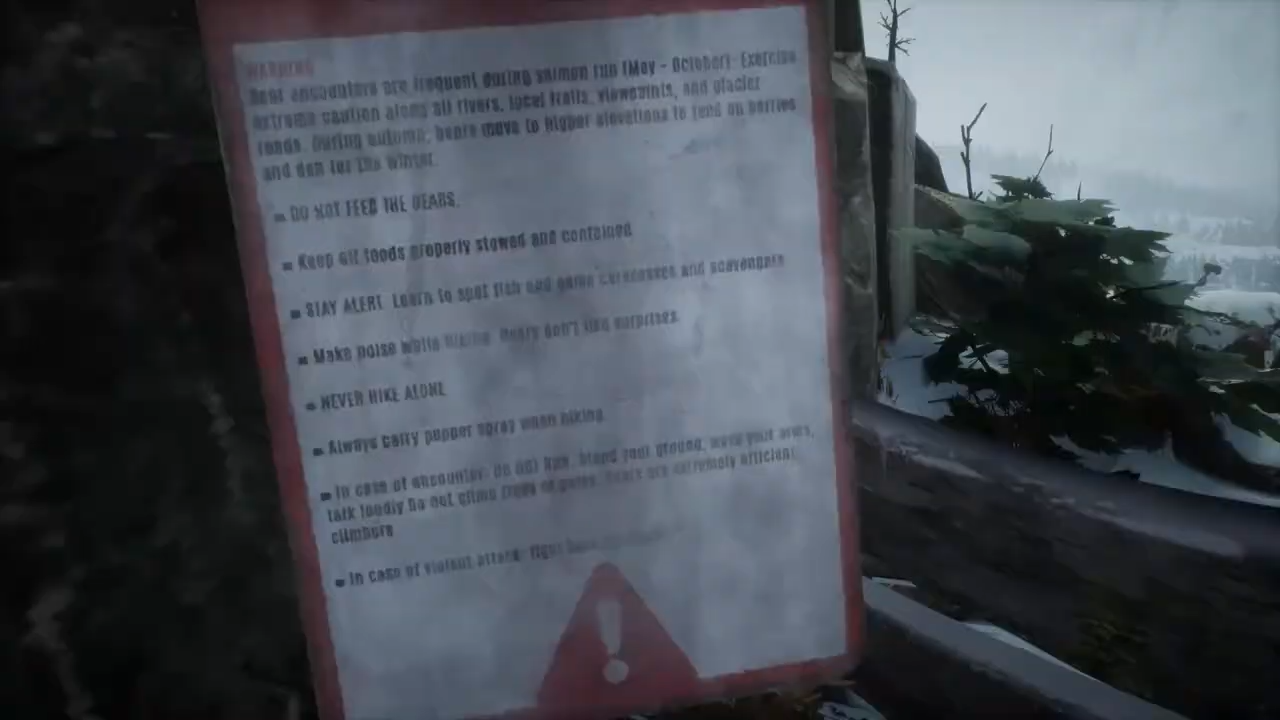 WARNING
Bear encounters are frequent during salmon run (May - October). Exercise
extreme caution along all rivers, local trails, viewpoints, and glacier
roads. During autumn, bears move to higher elevations to feed on berries
and den for the winter.
▪ DO NOT FEED THE BEARS.
▪ Keep all foods properly stowed and contained
▪ STAY ALERT. Learn to spot fish and game carcasses and scavengers
▪ Make noise while hiking. Bears don't like surprises.
▪ NEVER HIKE ALONE
▪ Always carry pepper spray when hiking.
▪ In case of encounter: Do not run, stand your ground, wave your arms,
talk loudly. Do not climb trees or poles. Bears are extremely efficient
climbers
▪ In case of violent attack: fight